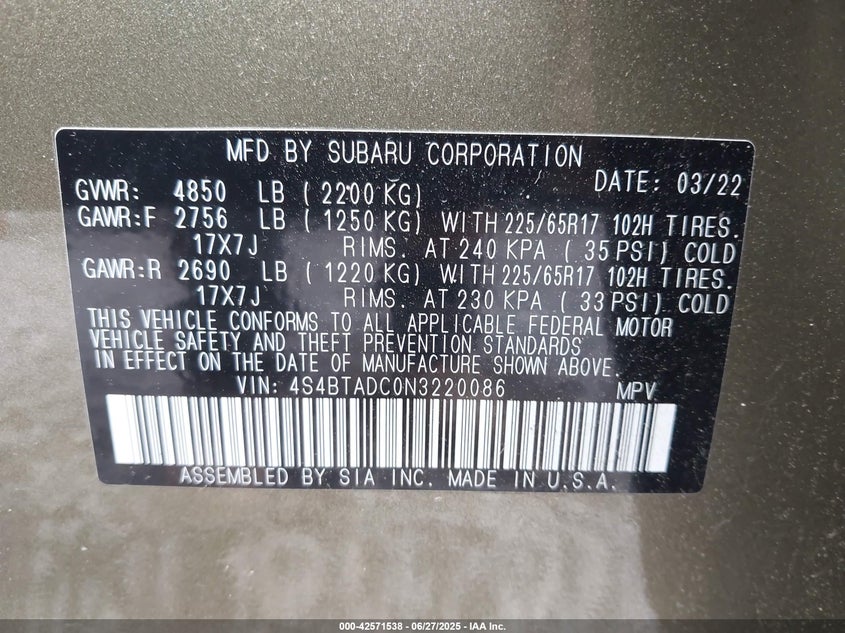 MFD BY SUBARU CORPORATION
DATE: 03/22
GVWR: 4850 LB ( 2200 KG)
GAWR:F 2756 LB ( 1250 KG) WITH 225/65R17 102H TIRES.
17X7J RIMS. AT 240 KPA ( 35 PSI) COLD
GAWR:R 2690 LB ( 1220 KG) WITH 225/65R17 102H TIRES.
17X7J RIMS. AT 230 KPA ( 33 PSI) COLD
THIS VEHICLE CONFORMS TO ALL APPLICABLE FEDERAL MOTOR
VEHICLE SAFETY AND THEFT PREVENTION STANDARDS
IN EFFECT ON THE DATE OF MANUFACTURE SHOWN ABOVE.
VIN: 4S4BTADC0N3220086 MPV
ASSEMBLED BY SIA INC. MADE IN U.S.A.
000-42571538 - 06/27/2025 - IAA Inc.